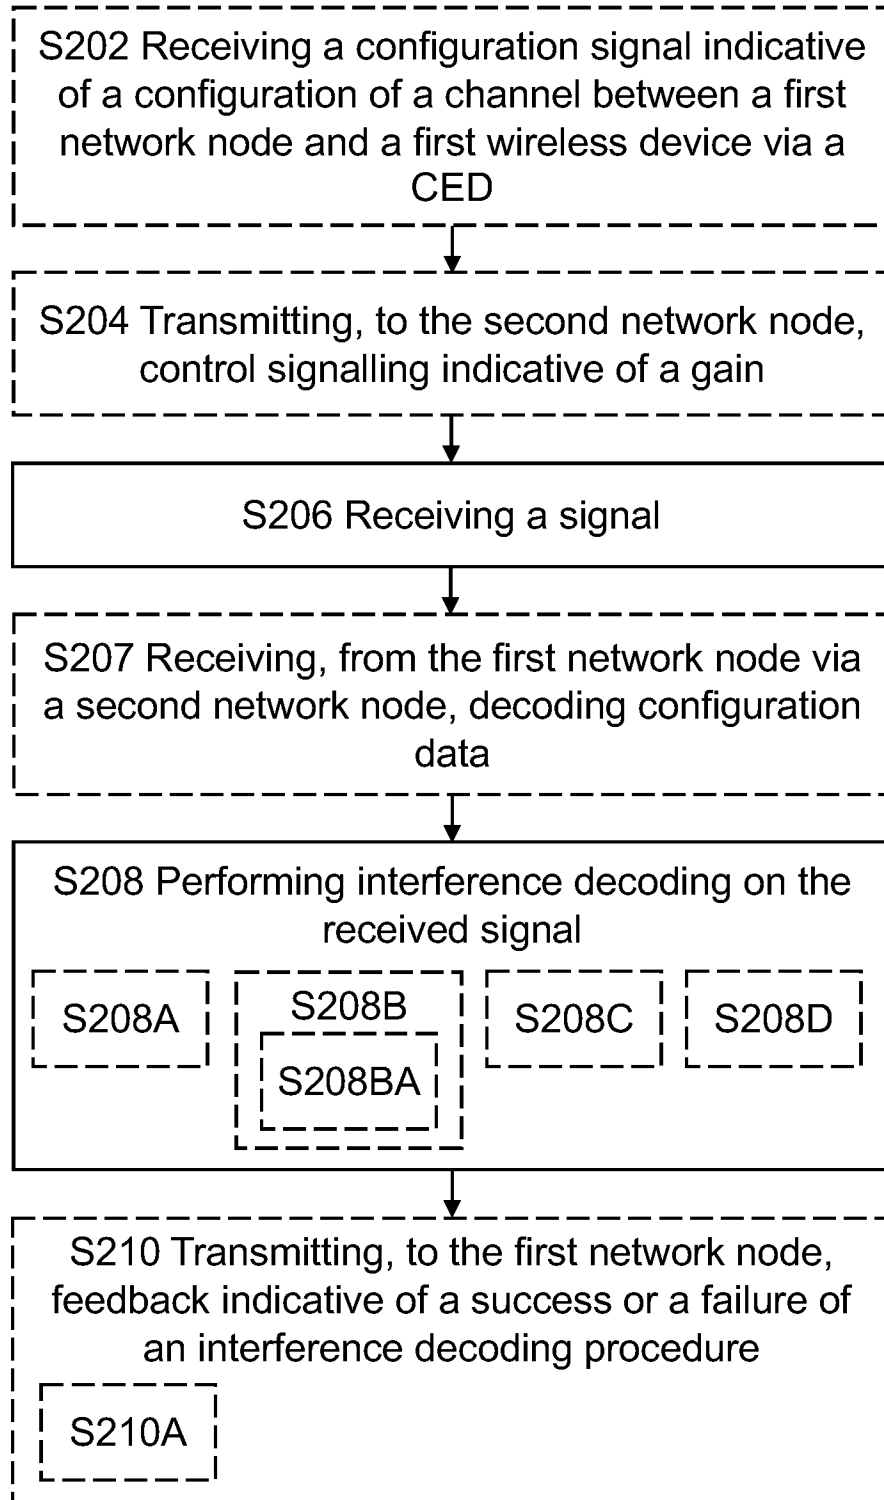 S202 Receiving a configuration signal indicative
of a configuration of a channel between a first
network node and a first wireless device via a
CED
S204 Transmitting, to the second network node,
control signalling indicative of a gain
S206 Receiving a signal
S207 Receiving, from the first network node via
a second network node, decoding configuration
data
S208 Performing interference decoding on the
received signal
S208A
S208B
S208BA
S208C
S208D
S210 Transmitting, to the first network node,
feedback indicative of a success or a failure of
an interference decoding procedure
S210A